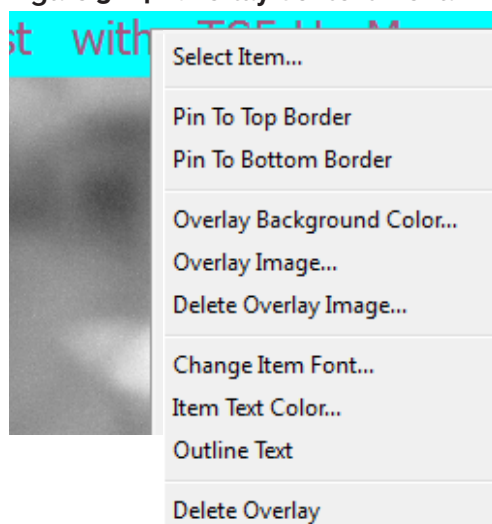 st with
Select Item...
Pin To Top Border
Pin To Bottom Border
Overlay Background Color...
Overlay Image...
Delete Overlay Image...
Change Item Font...
Item Text Color...
Outline Text
Delete Overlay